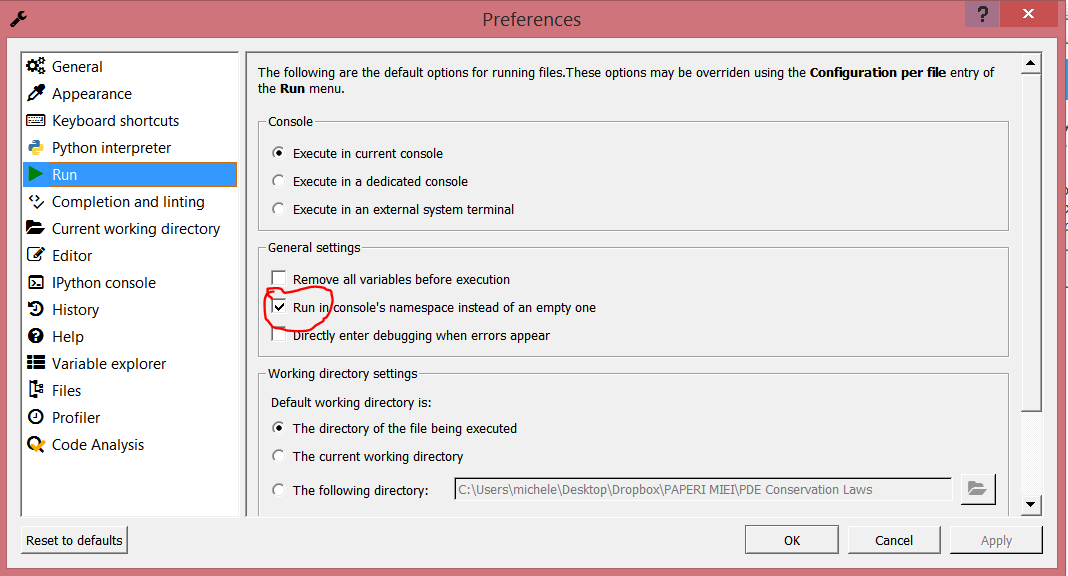 Preferences
?
General
Appearance
Keyboard shortcuts
Python interpreter
Run
Completion and linting
Current working directory
Editor
IPython console
History
Help
Variable explorer
Files
Profiler
Code Analysis
The following are the default options for running files.These options may be overriden using the Configuration per file entry of
the Run menu.
Console
Execute in current console
Execute in a dedicated console
Execute in an external system terminal
General settings
Remove all variables before execution
Run in console's namespace instead of an empty one
Directly enter debugging when errors appear
Working directory settings
Default working directory is:
The directory of the file being executed
The current working directory
The following directory:
C:\Users\michele\Desktop\Dropbox\PAPERI MIEI\PDE Conservation Laws
Reset to defaults
OK
Cancel
Apply